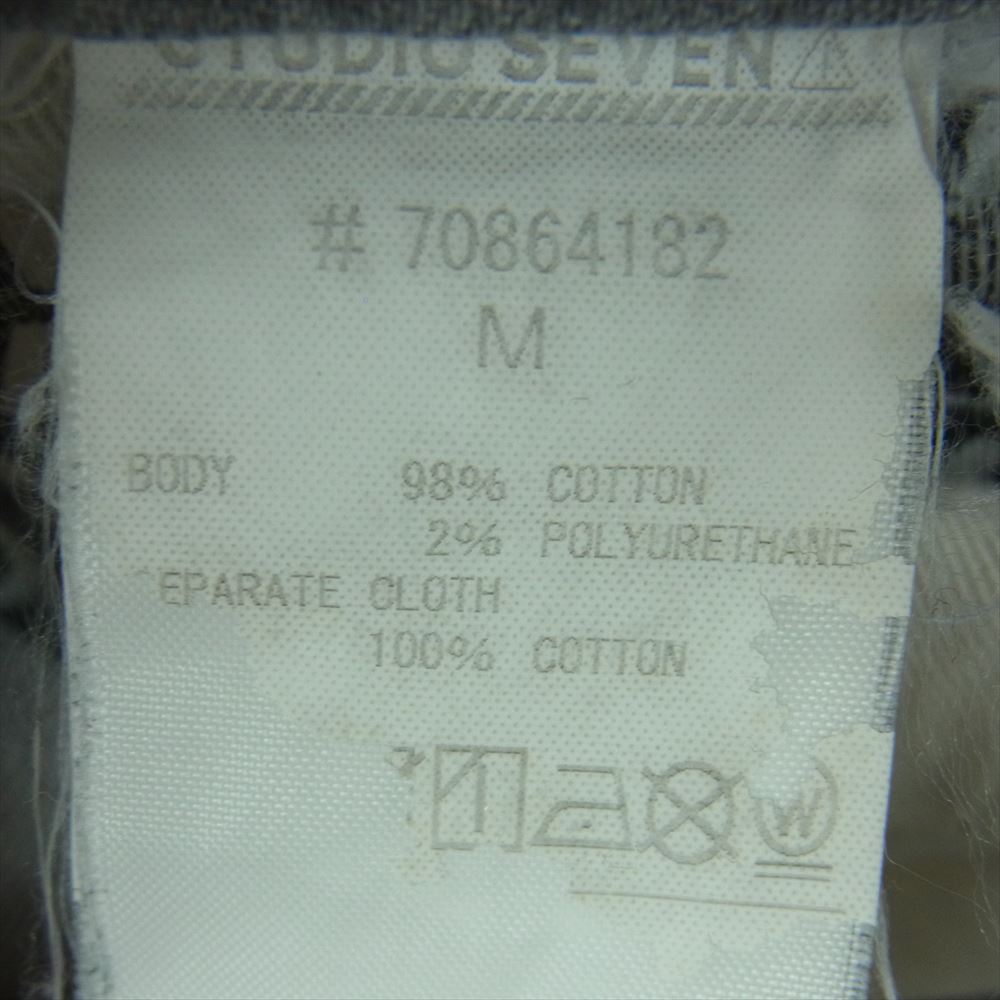 STUDIO SEVEN
# 70864182
M
BODY 98% COTTON
2% POLYURETHANE
EPARATE CLOTH
100% COTTON
W